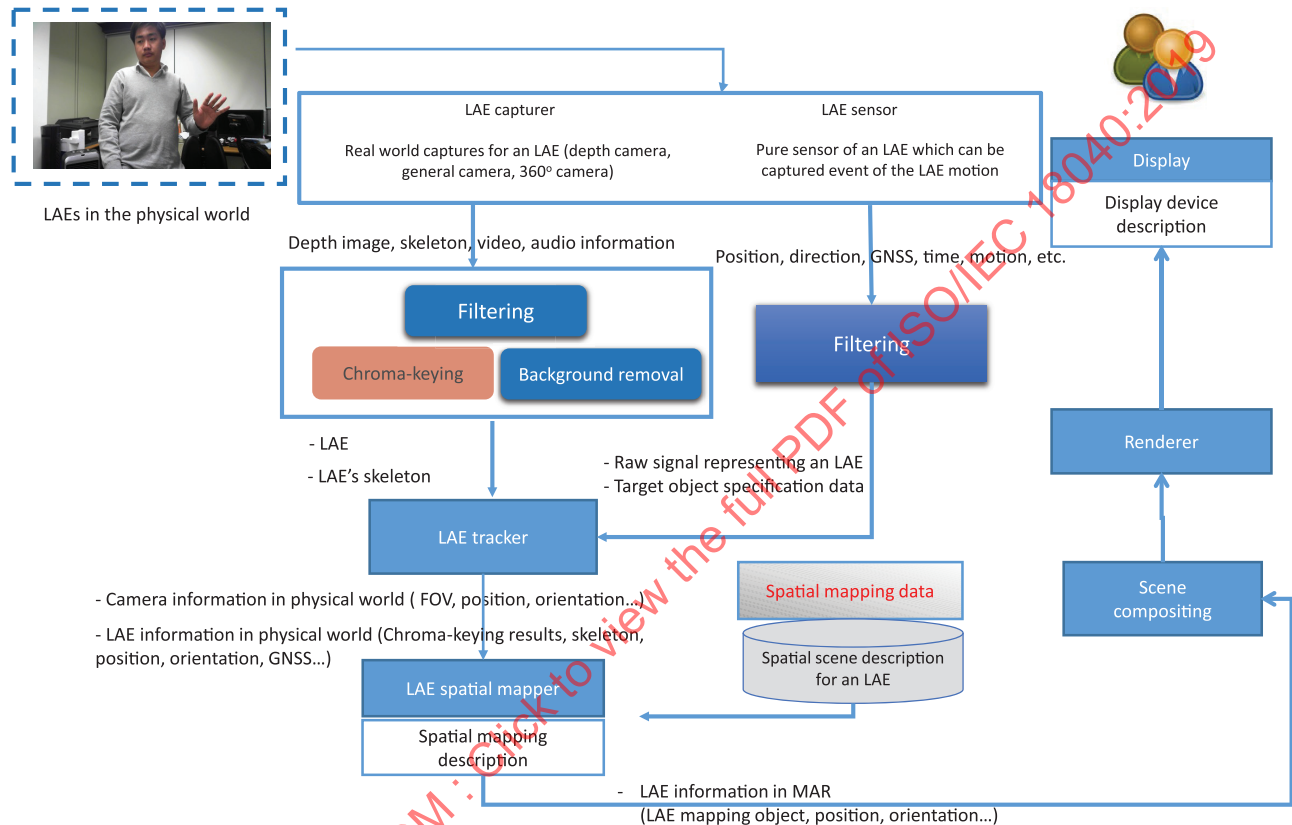 LAE capturer
Real world captures for an LAE (depth camera,
general camera, 360º camera)
LAE sensor
Pure sensor of an LAE which can be
captured event of the LAE motion
LAEs in the physical world
Display
Display device
description
Depth image, skeleton, video, audio information
Position, direction, GNSS, time, motion, etc.
Filtering
Chroma-keying
Background removal
Filtering
Renderer
- LAE
- LAE’s skeleton
- Raw signal representing an LAE
- Target object specification data
LAE tracker
Spatial mapping data
Spatial scene description
for an LAE
Scene
compositing
- Camera information in physical world ( FOV, position, orientation...)
- LAE information in physical world (Chroma-keying results, skeleton,
position, orientation, GNSS...)
LAE spatial mapper
Spatial mapping
description
- LAE information in MAR
(LAE mapping object, position, orientation...)
OM : Click to view the full PDF of ISO/IEC 18040:2019